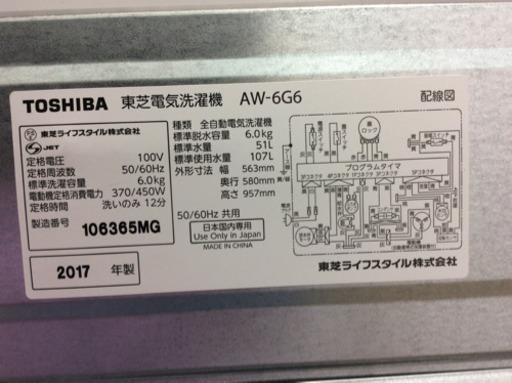 TOSHIBA 東芝電気洗濯機 AW-6G6 配線図
東芝ライフスタイル株式会社
JET
定格電圧 100V
定格周波数 50/60Hz
標準洗濯容量 6.0kg
電動機定格消費電力 370/450W
定格時間 洗いのみ 12分
製造番号 106365MG
2017 年製
種類 全自動電気洗濯機
標準脱水容量 6.0kg
標準水量 51L
標準使用水量 107L
外形寸法 幅 563mm
奥行 580mm
高さ 957mm
50/60Hz 共用
日本国内専用
Use Only in Japan
MADE IN CHINA
ロック
プログラムタイマ
東芝ライフスタイル株式会社